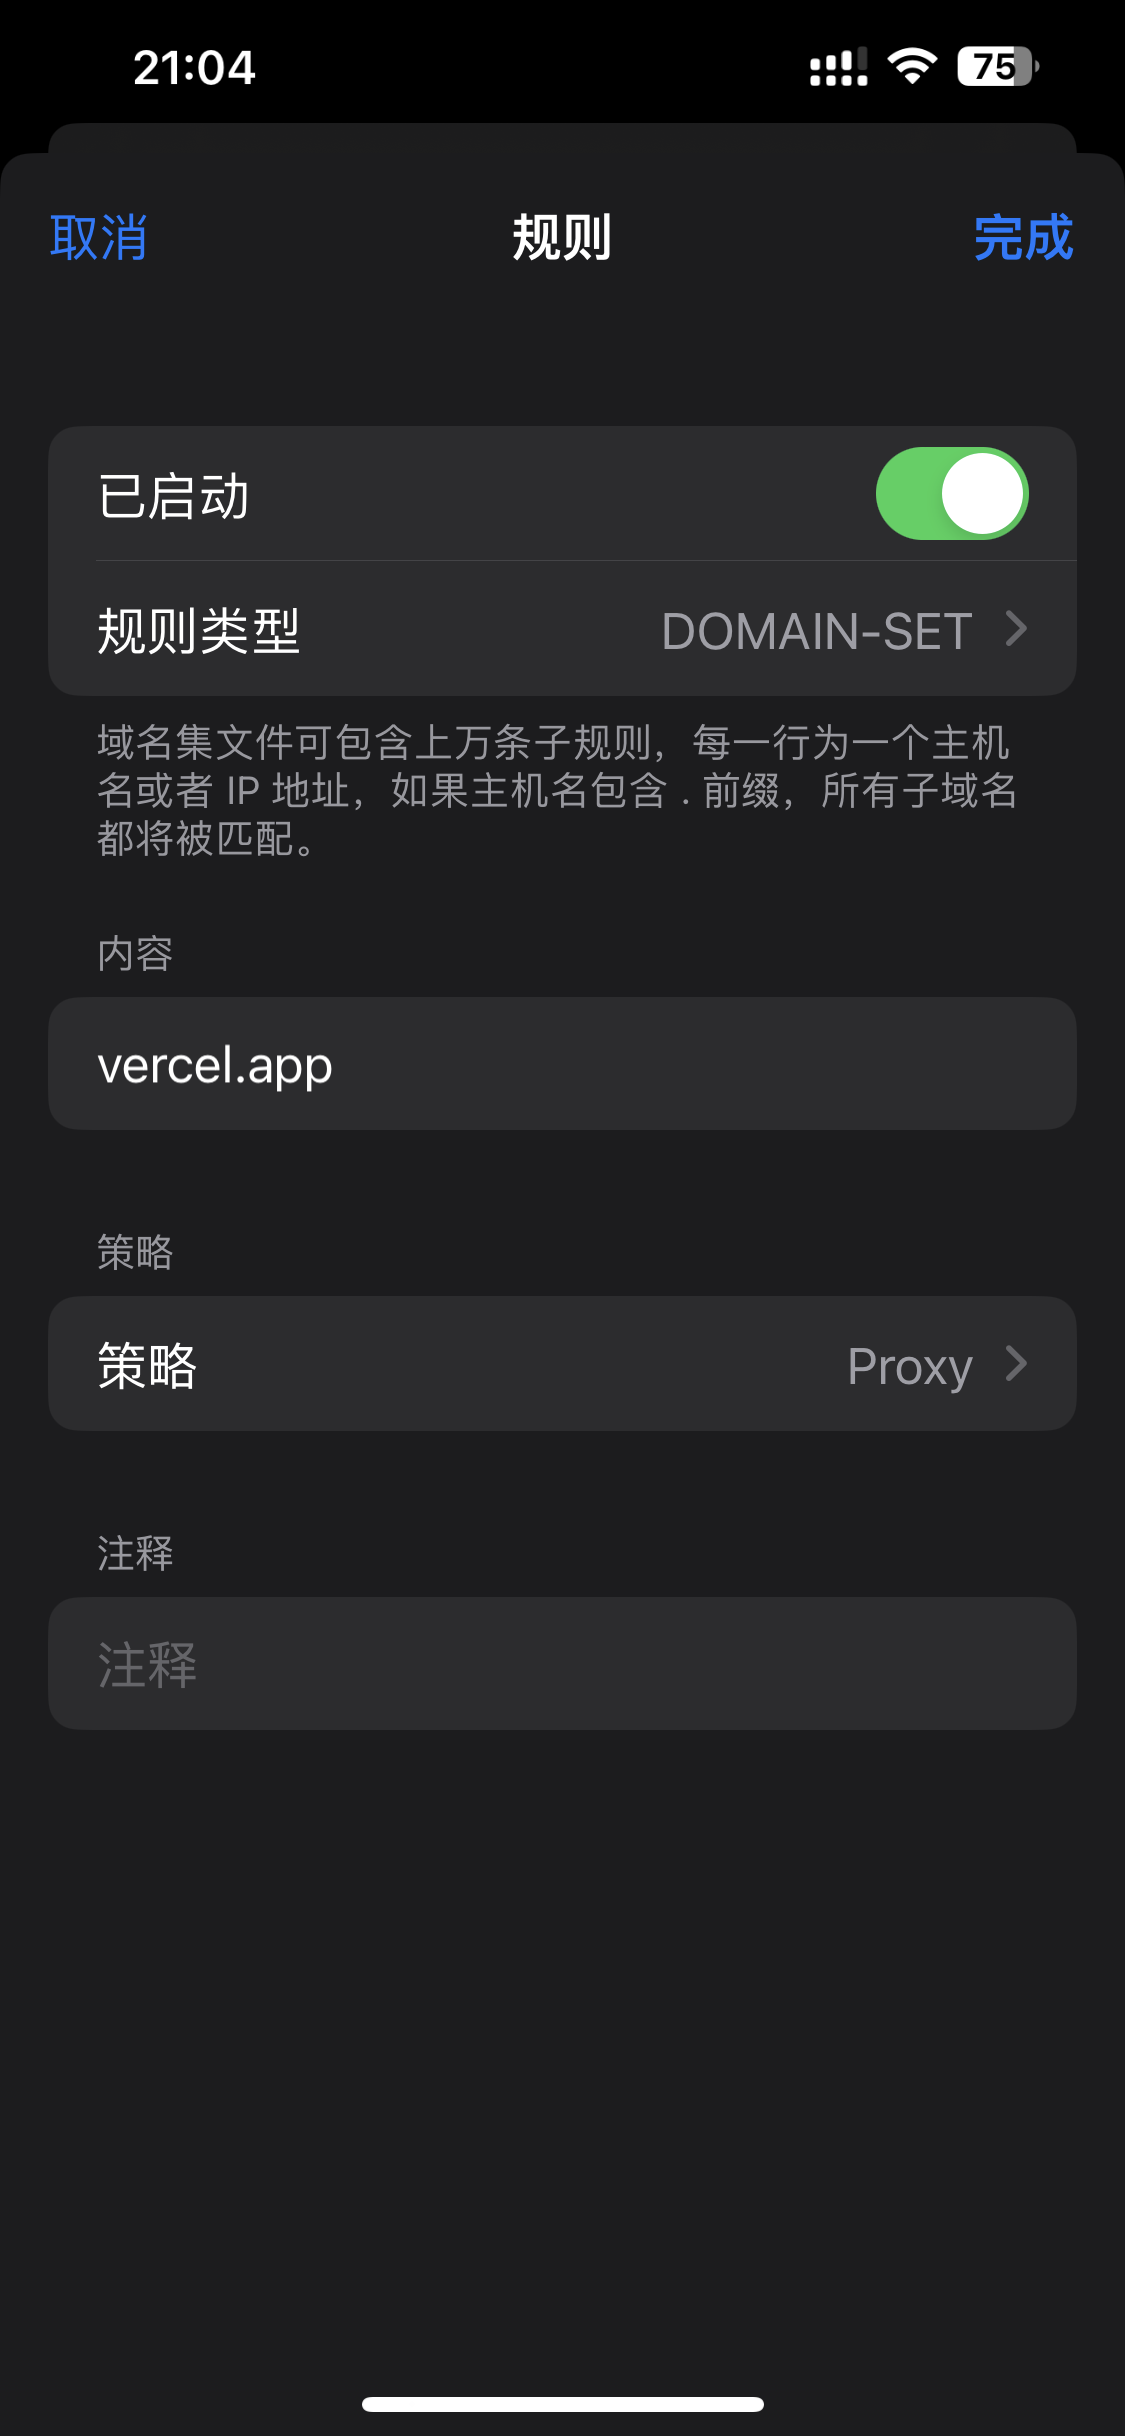 21:04
75
取消
规则
完成
已启动
规则类型
DOMAIN-SET
域名集文件可包含上万条子规则，每一行为一个主机
名或者 IP 地址，如果主机名包含 . 前缀，所有子域名
都将被匹配。
内容
vercel.app
策略
策略
Proxy
注释
注释